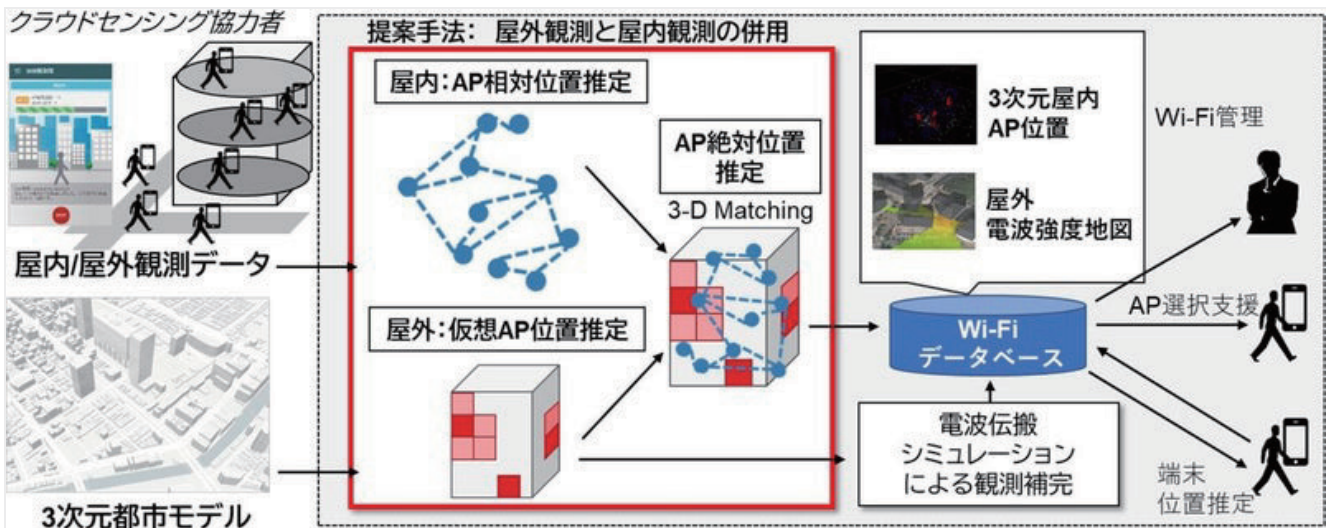 クラウドセンシング協力者
屋内/屋外観測データ
3次元都市モデル
提案手法: 屋外観測と屋内観測の併用
屋内:AP相対位置推定
AP絶対位置
推定
3-D Matching
屋外:仮想AP位置推定
3次元屋内
AP位置
屋外
電波強度地図
Wi-Fi
データベース
電波伝搬
シミュレーション
による観測補完
Wi-Fi管理
AP選択支援
端末
位置推定